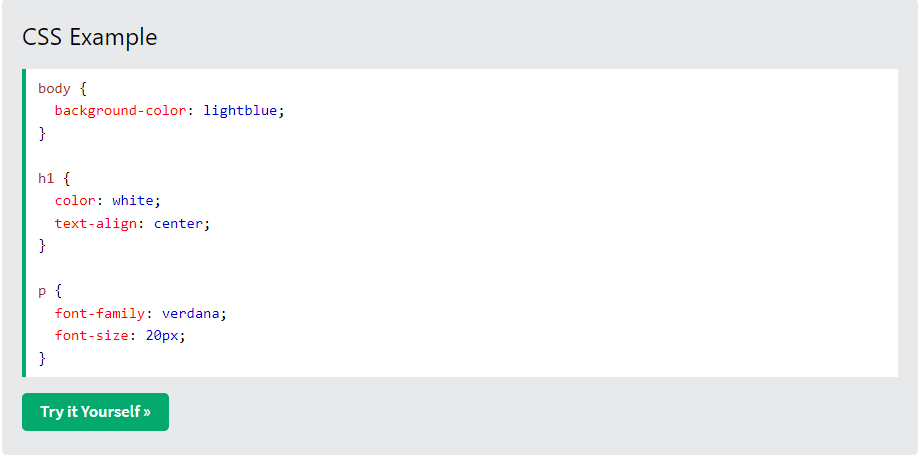 CSS Example
body {
  background-color: lightblue;
}
h1 {
  color: white;
  text-align: center;
}
p {
  font-family: verdana;
  font-size: 20px;
}
Try it Yourself »